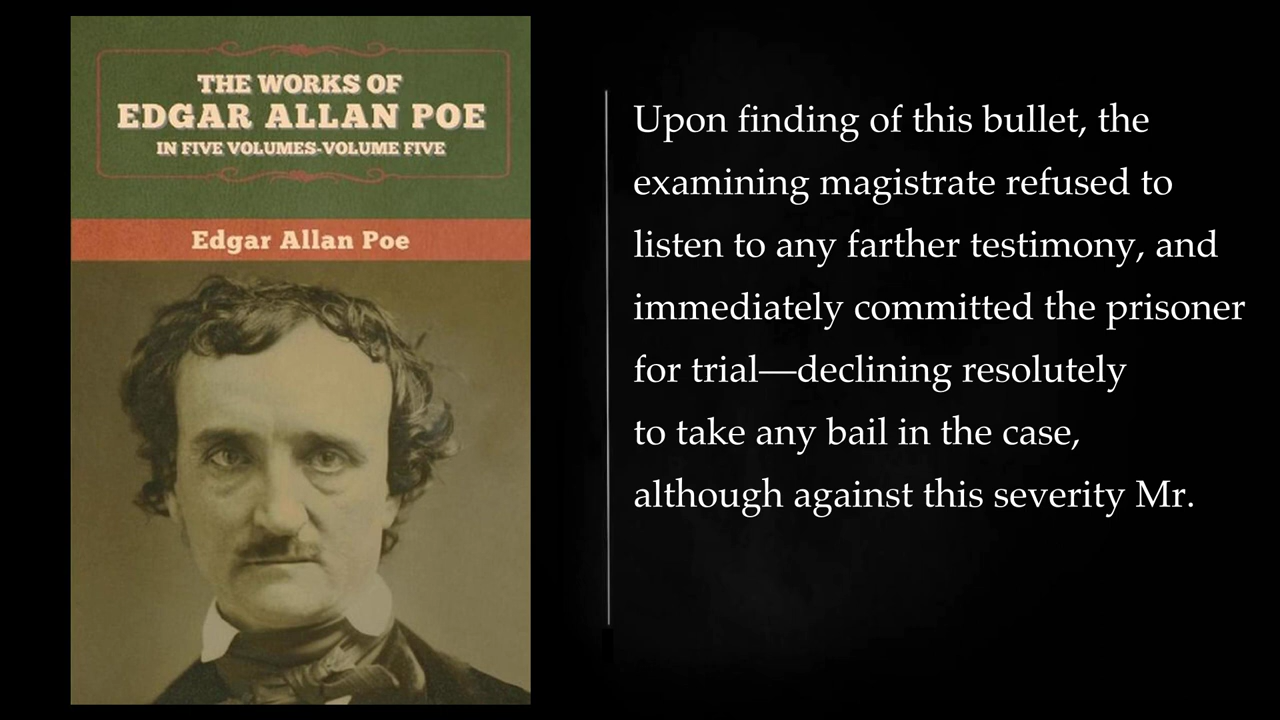 THE WORKS OF
EDGAR ALLAN POE
IN FIVE VOLUMES-VOLUME FIVE
Edgar Allan Poe
Upon finding of this bullet, the
examining magistrate refused to
listen to any farther testimony, and
immediately committed the prisoner
for trial—declining resolutely
to take any bail in the case,
although against this severity Mr.